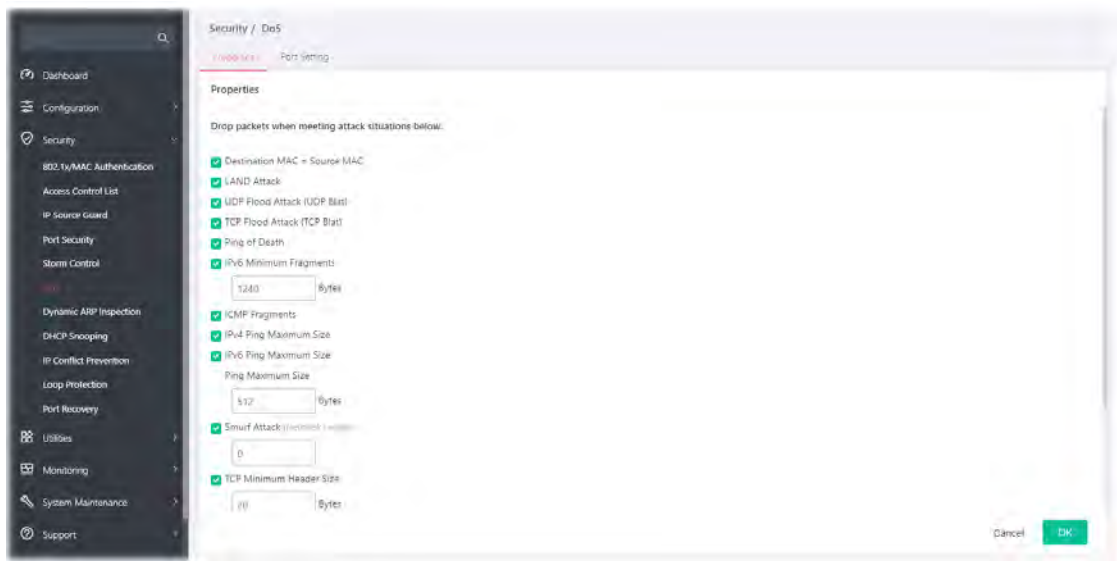 Security / DoS
Port Setting
Dashboard
Configuration
Security
802.1x/MAC Authentication
Access Control List
IP Source Guard
Port Security
Storm Control
Dynamic ARP Inspection
DHCP Snooping
IP Conflict Prevention
Loop Protection
Port Recovery
Utilities
Monitoring
System Maintenance
Support
Properties
Drop packets when meeting attack situations below.
Destination MAC = Source MAC
LAND Attack
UDP Flood Attack (UDP Blat)
TCP Flood Attack (TCP Blat)
Ping of Death
IPv6 Minimum Fragments
1240 Bytes
ICMP Fragments
IPv4 Ping Maximum Size
IPv6 Ping Maximum Size
Ping Maximum Size
512 Bytes
Smurf Attack
0
TCP Minimum Header Size
20 Bytes
Cancel
OK